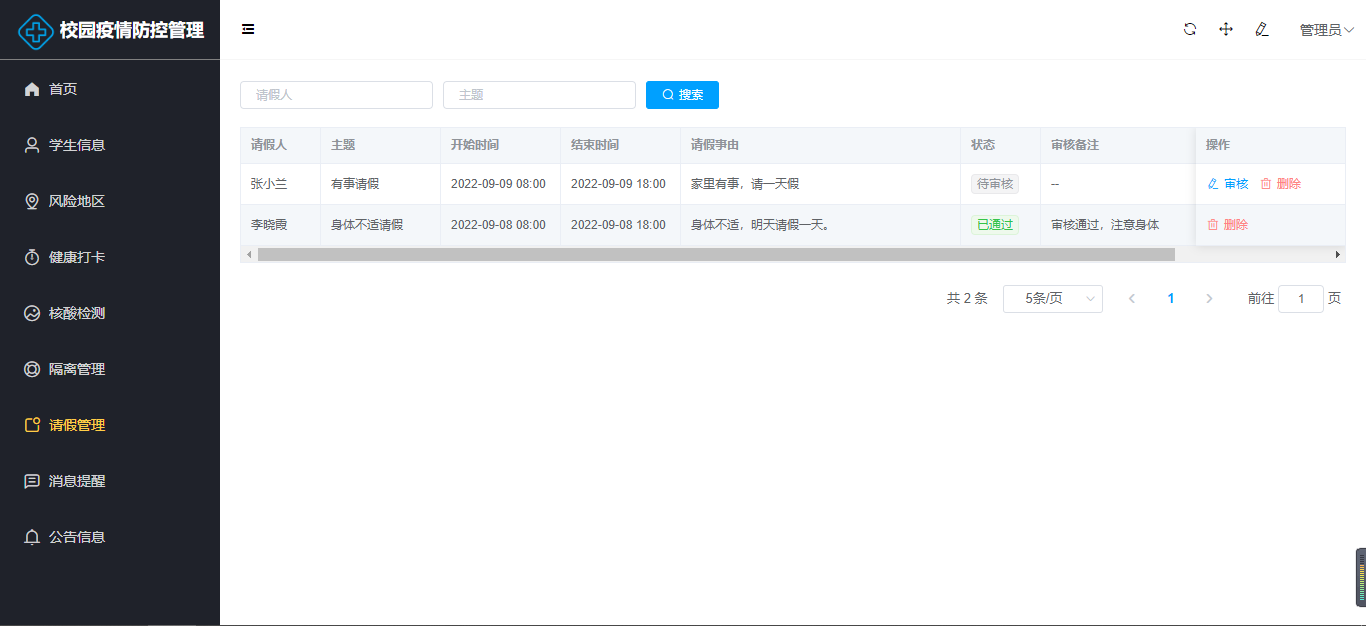 校园疫情防控管理
管理员
首页
学生信息
风险地区
健康打卡
核酸检测
隔离管理
请假管理
消息提醒
公告信息
请假人 主题 搜索
请假人 主题 开始时间 结束时间 请假事由 状态 审核备注 操作
张小兰 有事请假 2022-09-09 08:00 2022-09-09 18:00 家里有事，请一天假 待审核 -- 审核 删除
李晓霞 身体不适请假 2022-09-08 08:00 2022-09-08 18:00 身体不适，明天请假一天。 已通过 审核通过，注意身体 删除
共 2 条 5条/页 1 前往 1 页